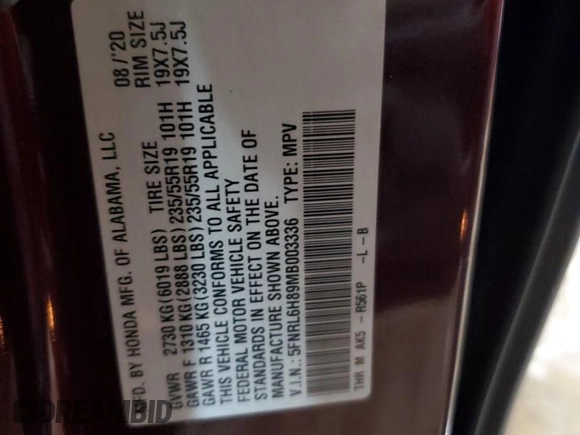 MFD. BY HONDA MFG. OF ALABAMA, LLC 08/'20
GVWR 2730 KG (6019 LBS) TIRE SIZE RIM SIZE
GAWR F 1310 KG (2888 LBS) 235/55R19 101H 19X7.5J
GAWR R 1465 KG (3230 LBS) 235/55R19 101H 19X7.5J
THIS VEHICLE CONFORMS TO ALL APPLICABLE
FEDERAL MOTOR VEHICLE SAFETY
STANDARDS IN EFFECT ON THE DATE OF
MANUFACTURE SHOWN ABOVE.
V.I.N.: 5FNRL6H89MB003336 TYPE: MPV
THR M AK5 - R561P -L -B
DREAMBID